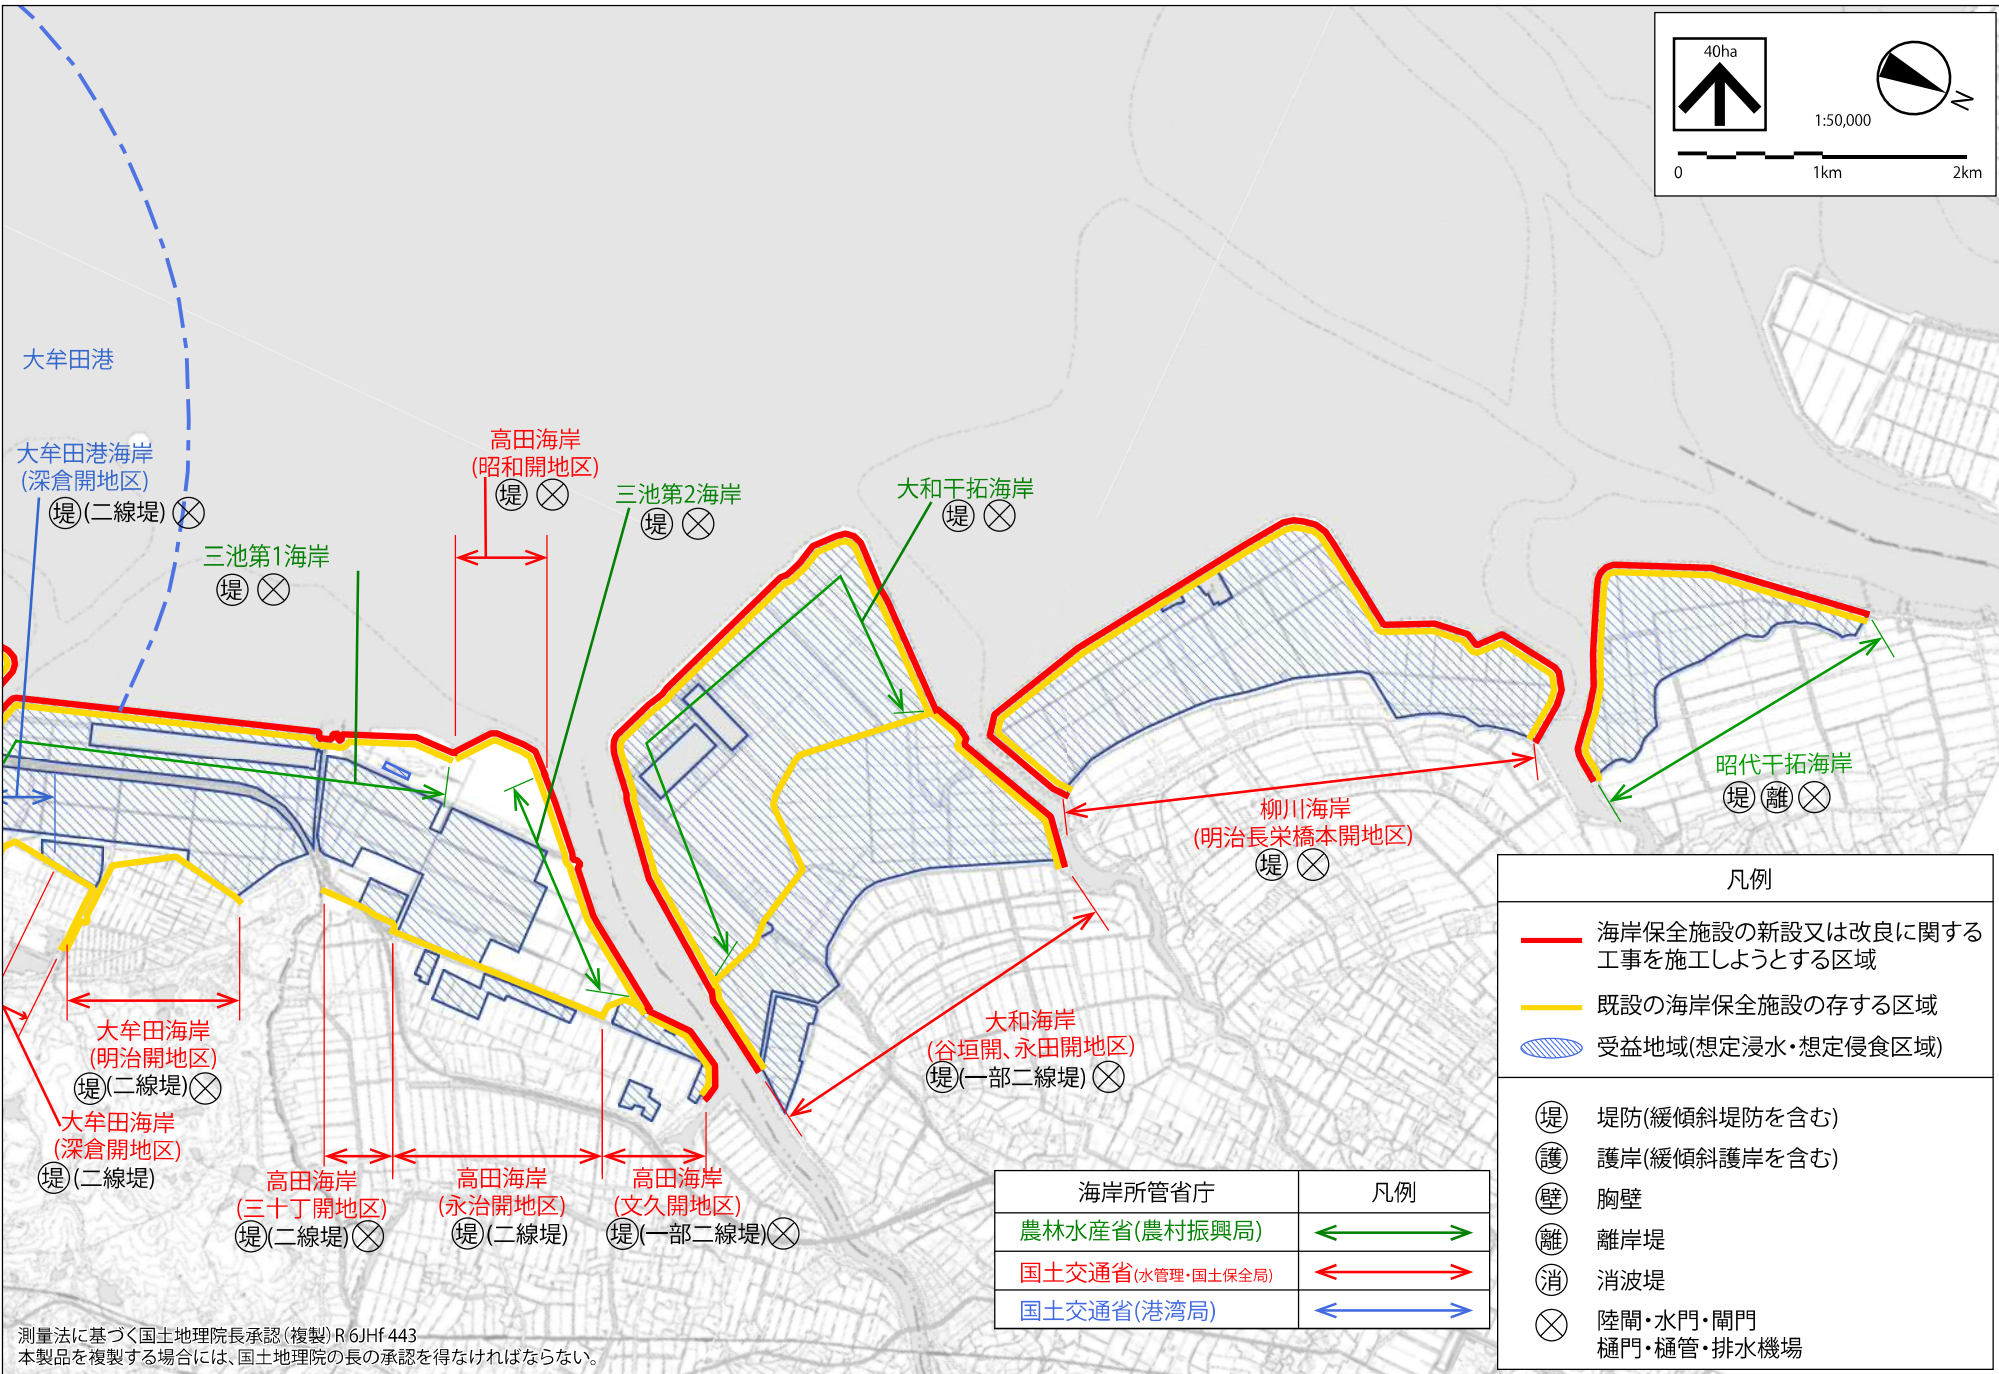 40ha
N
1:50,000
0 1km 2km
大牟田港
大牟田港海岸
(深倉開地区)
堤(二線堤)
三池第1海岸
堤
高田海岸
(昭和開地区)
堤
三池第2海岸
堤
大和干拓海岸
堤
柳川海岸
(明治長栄橋本開地区)
堤
昭代干拓海岸
堤 離
大和海岸
(谷垣開、永田開地区)
堤(一部二線堤)
大牟田海岸
(明治開地区)
堤(二線堤)
大牟田海岸
(深倉開地区)
堤(二線堤)
高田海岸
(三十丁開地区)
堤(二線堤)
高田海岸
(永治開地区)
堤(二線堤)
高田海岸
(文久開地区)
堤(一部二線堤)
海岸所管省庁 凡例
農林水産省(農村振興局)
国土交通省(水管理・国土保全局)
国土交通省(港湾局)
凡例
海岸保全施設の新設又は改良に関する
工事を施工しようとする区域
既設の海岸保全施設の存する区域
受益地域(想定浸水・想定侵食区域)
堤 堤防(緩傾斜堤防を含む)
護 護岸(緩傾斜護岸を含む)
壁 胸壁
離 離岸堤
消 消波堤
陸閘・水門・閘門
樋門・樋管・排水機場
測量法に基づく国土地理院長承認(複製)R 6JHf 443
本製品を複製する場合には、国土地理院の長の承認を得なければならない。